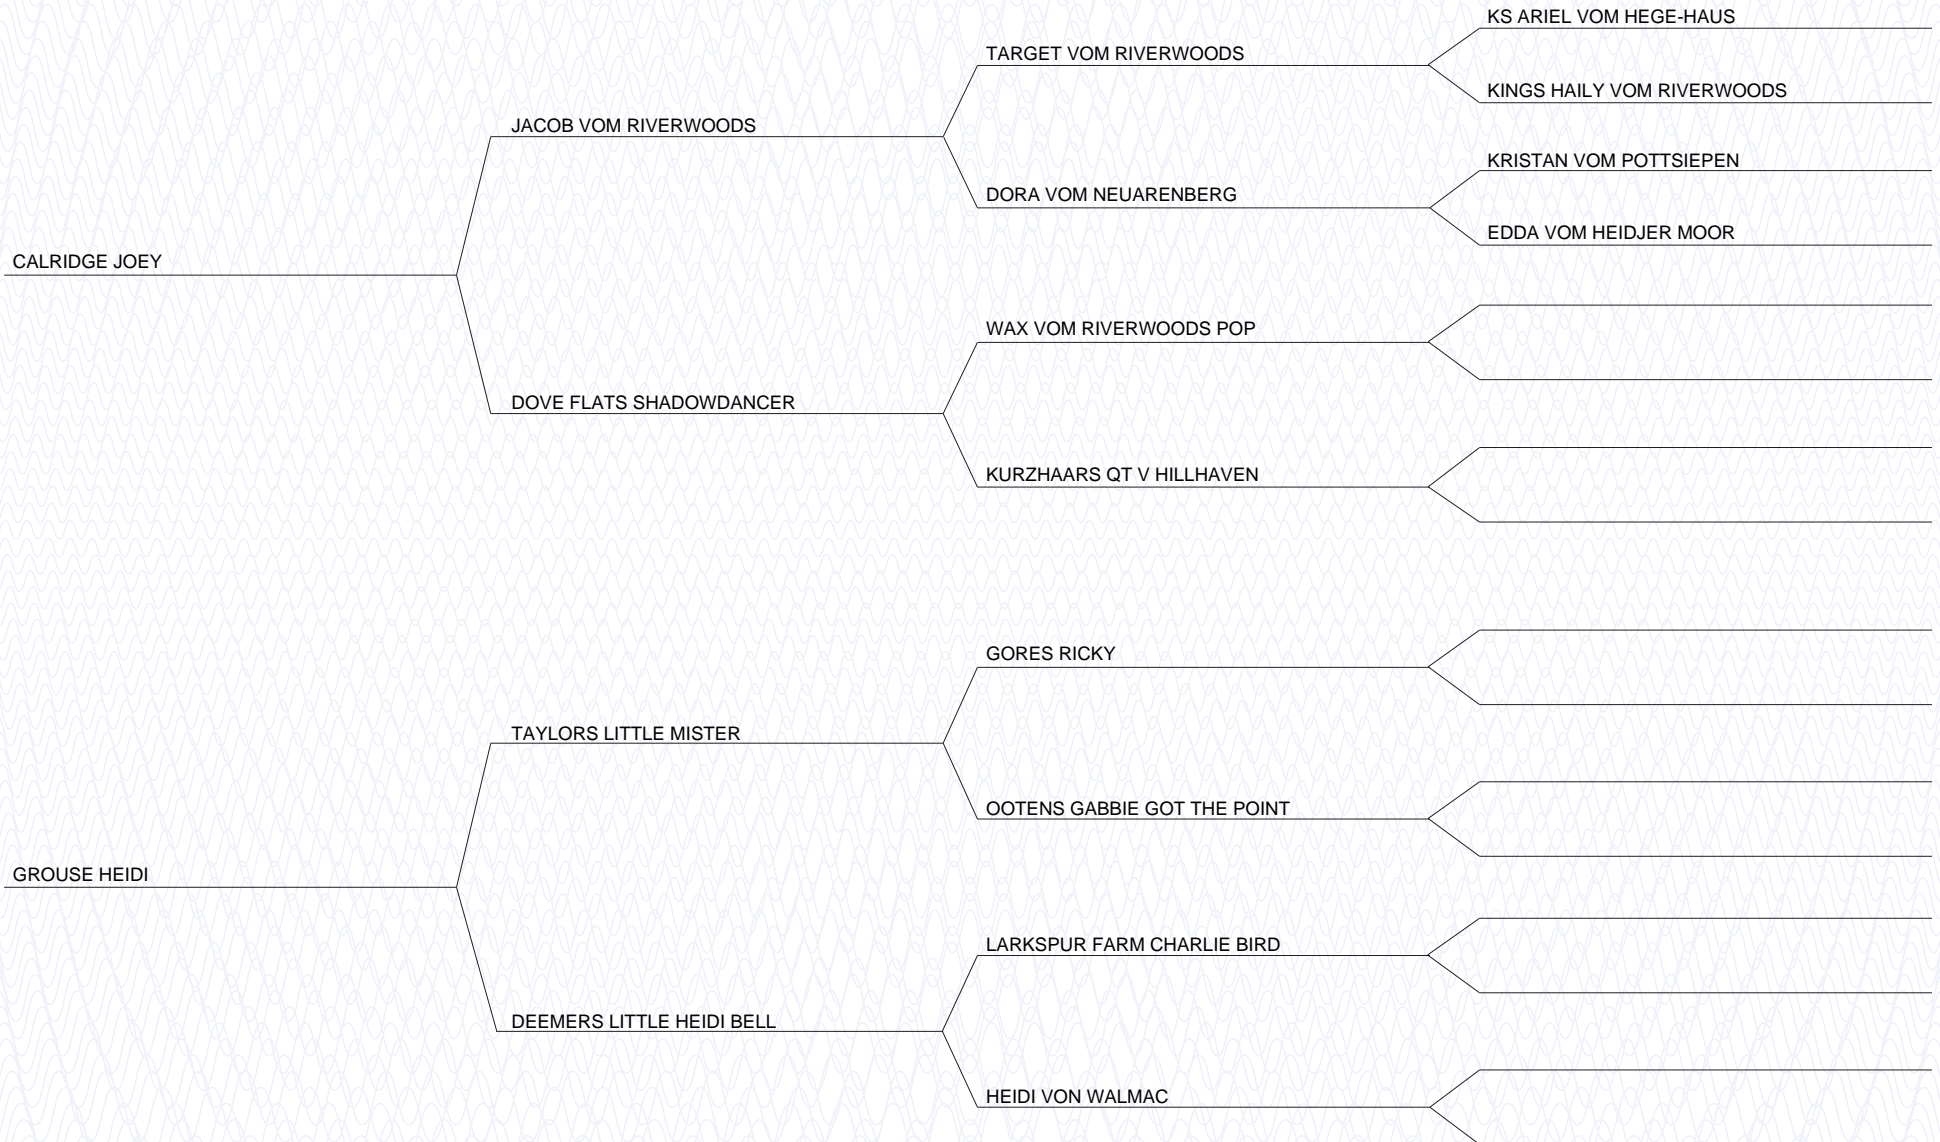 KS ARIEL VOM HEGE-HAUS
TARGET VOM RIVERWOODS
KINGS HAILY VOM RIVERWOODS
JACOB VOM RIVERWOODS
KRISTAN VOM POTTSIEPEN
DORA VOM NEUARENBERG
EDDA VOM HEIDJER MOOR
CALRIDGE JOEY
WAX VOM RIVERWOODS POP
DOVE FLATS SHADOWDANCER
KURZHAARS QT V HILLHAVEN
GORES RICKY
TAYLORS LITTLE MISTER
OOTENS GABBIE GOT THE POINT
GROUSE HEIDI
LARKSPUR FARM CHARLIE BIRD
DEEMERS LITTLE HEIDI BELL
HEIDI VON WALMAC